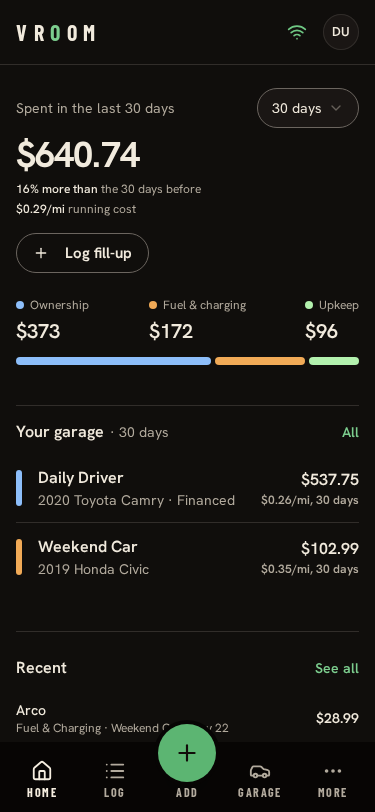 VROOM
DU
Spent in the last 30 days
30 days
$640.74
16% more than the 30 days before
$0.29/mi running cost
Log fill-up
Ownership
Fuel & charging
Upkeep
$373
$172
$96
Your garage · 30 days
All
Daily Driver
$537.75
2020 Toyota Camry · Financed
$0.26/mi, 30 days
Weekend Car
$102.99
2019 Honda Civic
$0.35/mi, 30 days
Recent
See all
Arco
$28.99
Fuel & Charging · Weekend 22
HOME
LOG
ADD
GARAGE
MORE